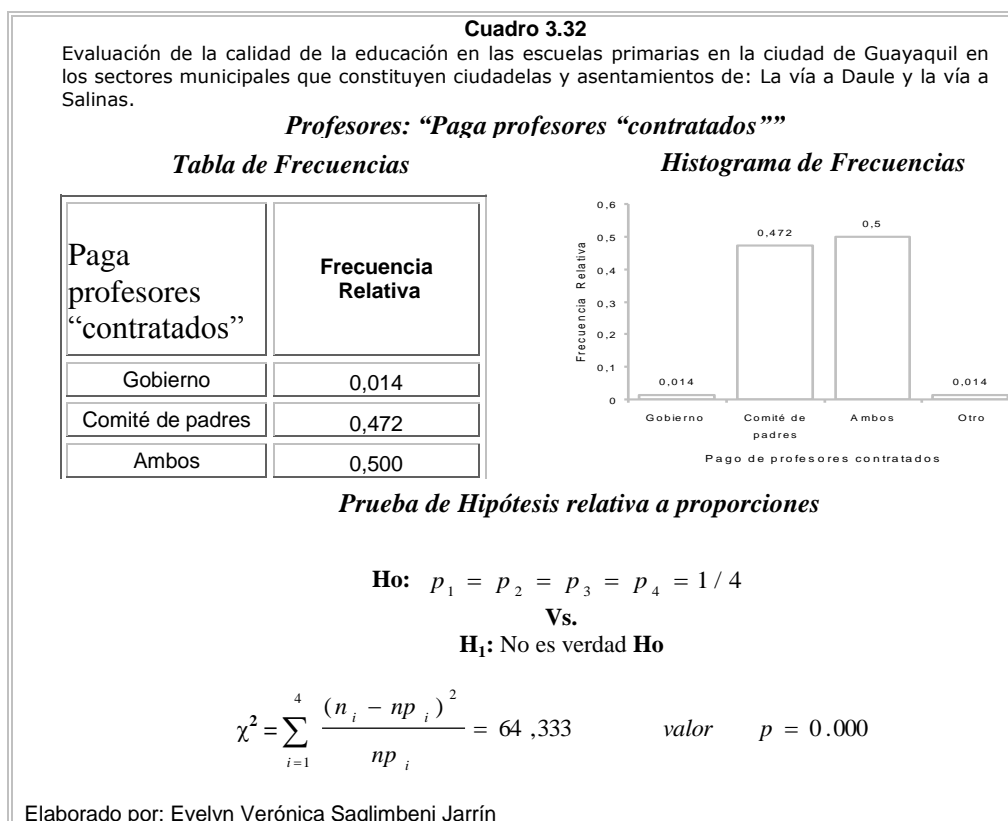 Cuadro 3.32
Evaluación de la calidad de la educación en las escuelas primarias en la ciudad de Guayaquil en
los sectores municipales que constituyen ciudadelas y asentamientos de: La vía a Daule y la vía a
Salinas.
Profesores: “Paga profesores “contratados””
Tabla de Frecuencias
Paga
profesores
“contratados”
Frecuencia
Relativa
Gobierno 0,014
Comité de padres 0,472
Ambos 0,500
Histograma de Frecuencias
Frecuencia Relativa
0,6
0,5
0,4
0,3
0,2
0,1
0
0,014
0,472
0,5
0,014
Gobierno
Comité de
padres
Ambos
Otro
Pago de profesores contratados
Prueba de Hipótesis relativa a proporciones
Ho: p₁ = p₂ = p₃ = p₄ = 1 / 4
Vs.
H₁: No es verdad Ho
χ² = ∑ᵢ₌₁⁴ (nᵢ − npᵢ)² / npᵢ = 64 ,333 valor p = 0.000
Elaborado por: Evelyn Verónica Saglimbeni Jarrín